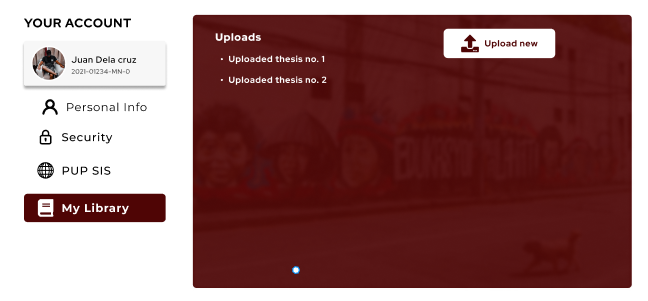 YOUR ACCOUNT
Juan Dela cruz
2021-01234-MN-0
Personal Info
Security
PUP SIS
My Library
Uploads
Upload new
• Uploaded thesis no. 1
• Uploaded thesis no. 2